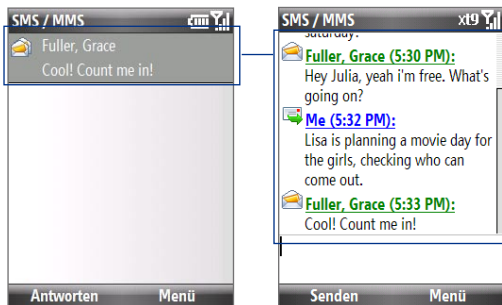 SMS / MMS
Fuller, Grace
Cool! Count me in!
Antworten Menü
SMS / MMS xt9
saturday?
Fuller, Grace (5:30 PM):
Hey Julia, yeah i'm free. What's
going on?
Me (5:32 PM):
Lisa is planning a movie day for
the girls, checking who can
come out.
Fuller, Grace (5:33 PM):
Cool! Count me in!
Senden Menü